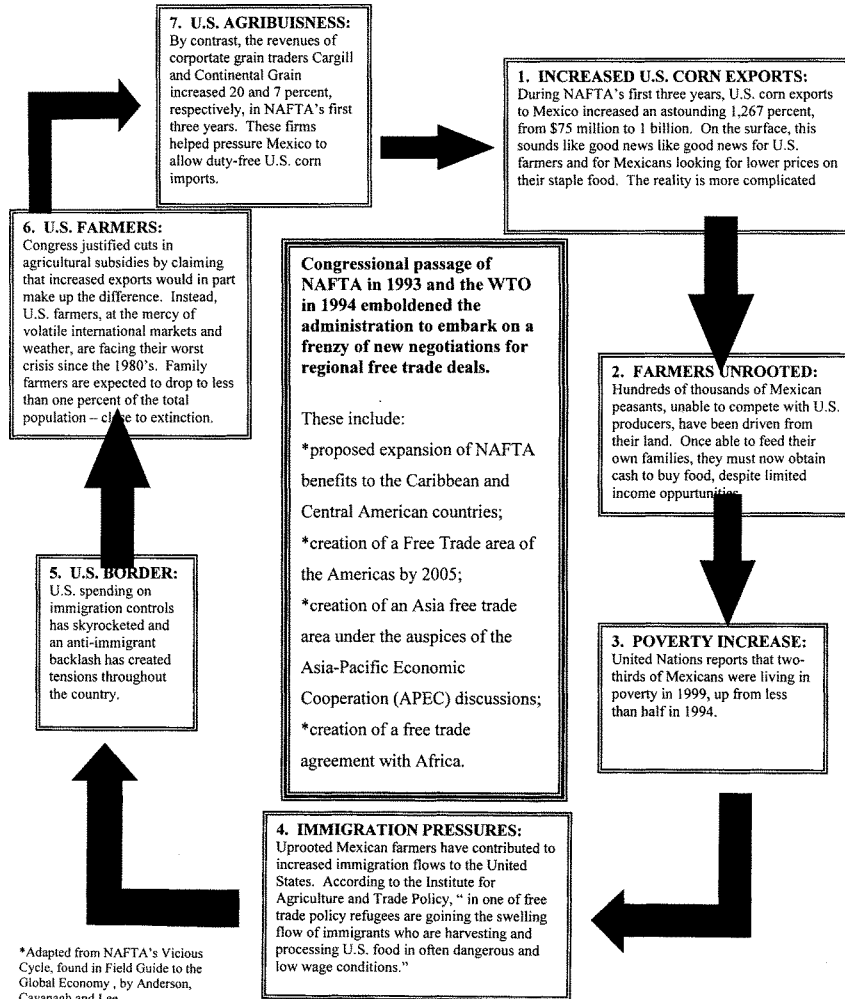 7. U.S. AGRIBUISNESS:
By contrast, the revenues of
corportate grain traders Cargill
and Continental Grain
increased 20 and 7 percent,
respectively, in NAFTA's first
three years. These firms
helped pressure Mexico to
allow duty-free U.S. corn
imports.
1. INCREASED U.S. CORN EXPORTS:
During NAFTA's first three years, U.S. corn exports
to Mexico increased an astounding 1,267 percent,
from $75 million to 1 billion. On the surface, this
sounds like good news like good news for U.S.
farmers and for Mexicans looking for lower prices on
their staple food. The reality is more complicated
2. FARMERS UNROOTED:
Hundreds of thousands of Mexican
peasants, unable to compete with U.S.
producers, have been driven from
their land. Once able to feed their
own families, they must now obtain
cash to buy food, despite limited
income oppurtunities
3. POVERTY INCREASE:
United Nations reports that two-
thirds of Mexicans were living in
poverty in 1999, up from less
than half in 1994.
4. IMMIGRATION PRESSURES:
Uprooted Mexican farmers have contributed to
increased immigration flows to the United
States. According to the Institute for
Agriculture and Trade Policy, " in one of free
trade policy refugees are goining the swelling
flow of immigrants who are harvesting and
processing U.S. food in often dangerous and
low wage conditions."
5. U.S. BORDER:
U.S. spending on
immigration controls
has skyrocketed and
an anti-immigrant
backlash has created
tensions throughout
the country.
6. U.S. FARMERS:
Congress justified cuts in
agricultural subsidies by claiming
that increased exports would in part
make up the difference. Instead,
U.S. farmers, at the mercy of
volatile international markets and
weather, are facing their worst
crisis since the 1980's. Family
farmers are expected to drop to less
than one percent of the total
population – close to extinction.
Congressional passage of
NAFTA in 1993 and the WTO
in 1994 emboldened the
administration to embark on a
frenzy of new negotiations for
regional free trade deals.
These include:
*proposed expansion of NAFTA
benefits to the Caribbean and
Central American countries;
*creation of a Free Trade area of
the Americas by 2005;
*creation of an Asia free trade
area under the auspices of the
Asia-Pacific Economic
Cooperation (APEC) discussions;
*creation of a free trade
agreement with Africa.
*Adapted from NAFTA's Vicious
Cycle, found in Field Guide to the
Global Economy , by Anderson,
Cavanagh and Lee